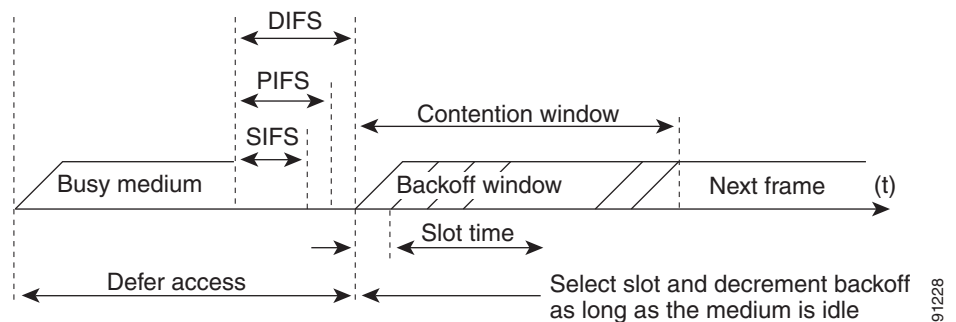 DIFS
PIFS
Contention window
SIFS
Busy medium
Backoff window
Next frame
(t)
Slot time
Defer access
Select slot and decrement backoff
as long as the medium is idle
91228